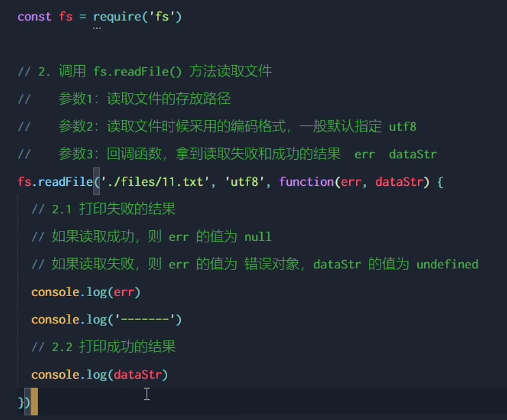 const fs = require('fs')
// 2. 调用 fs.readFile() 方法读取文件
//    参数1：读取文件的存放路径
//    参数2：读取文件时候采用的编码格式，一般默认指定 utf8
//    参数3：回调函数，拿到读取失败和成功的结果  err  dataStr
fs.readFile('./files/11.txt', 'utf8', function(err, dataStr) {
  // 2.1 打印失败的结果
  // 如果读取成功，则 err 的值为 null
  // 如果读取失败，则 err 的值为 错误对象，dataStr 的值为 undefined
  console.log(err)
  console.log('-------')
  // 2.2 打印成功的结果
  console.log(dataStr)
})